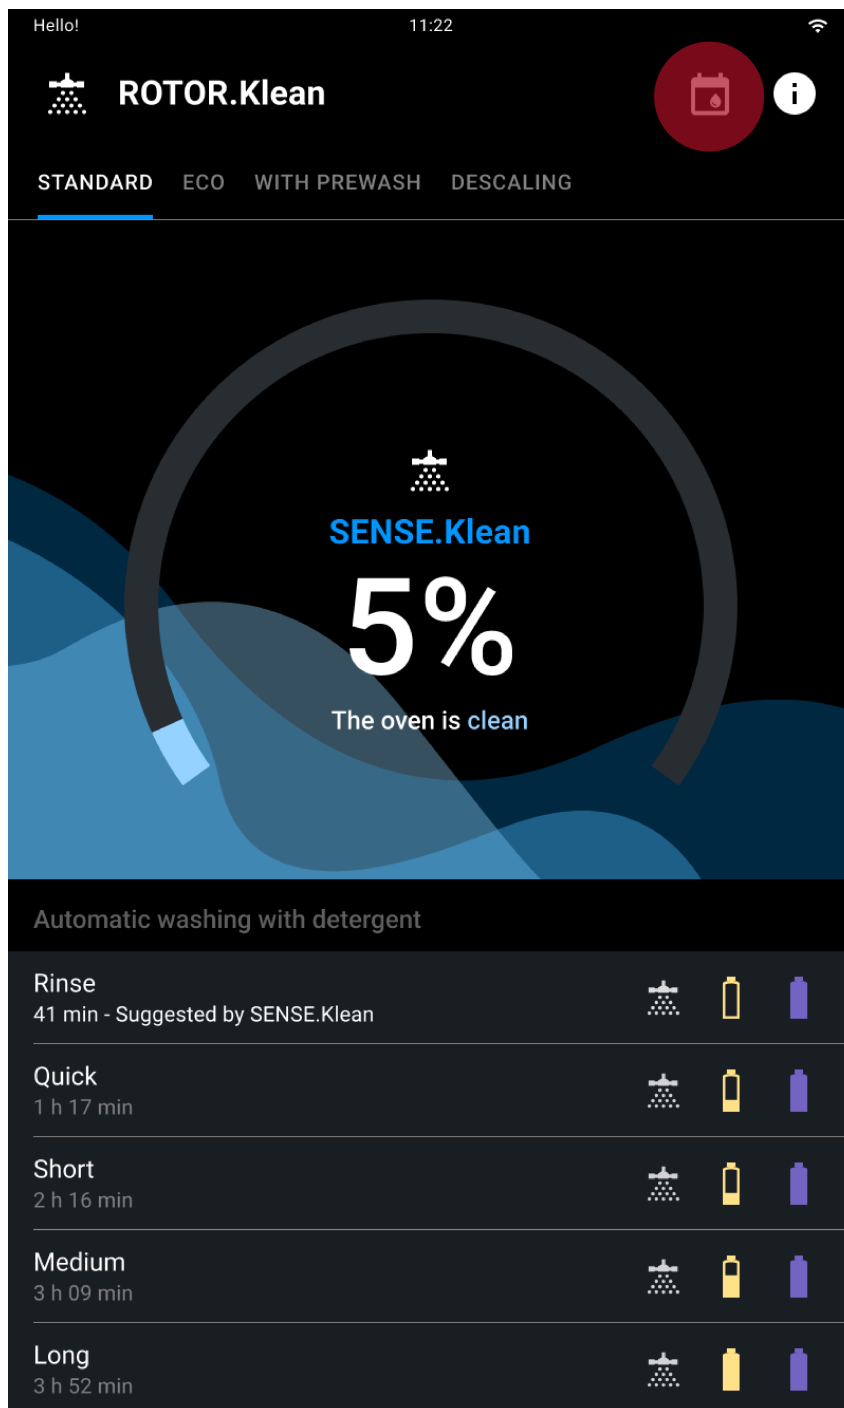 Hello!
11:22
ROTOR.Klean
i
STANDARD ECO WITH PREWASH DESCALING
SENSE.Klean
5%
The oven is clean
Automatic washing with detergent
Rinse
41 min - Suggested by SENSE.Klean
Quick
1 h 17 min
Short
2 h 16 min
Medium
3 h 09 min
Long
3 h 52 min